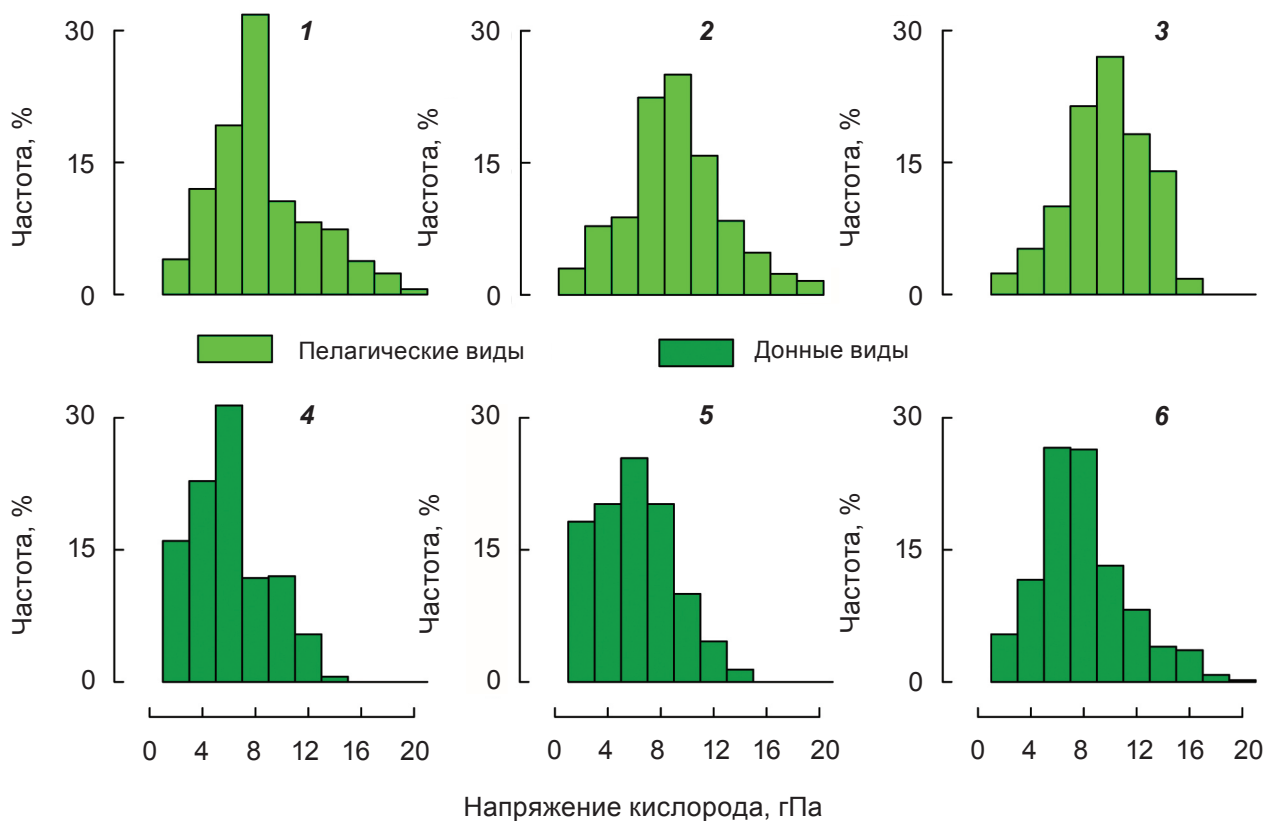 30 1 30 2 30 3
Частота, % Частота, % Частота, %
15 15 15
0 0 0
Пелагические виды Донные виды
30 4 30 5 30 6
Частота, % Частота, % Частота, %
15 15 15
0 0 0
0 4 8 12 16 20 0 4 8 12 16 20 0 4 8 12 16 20
Напряжение кислорода, гПа